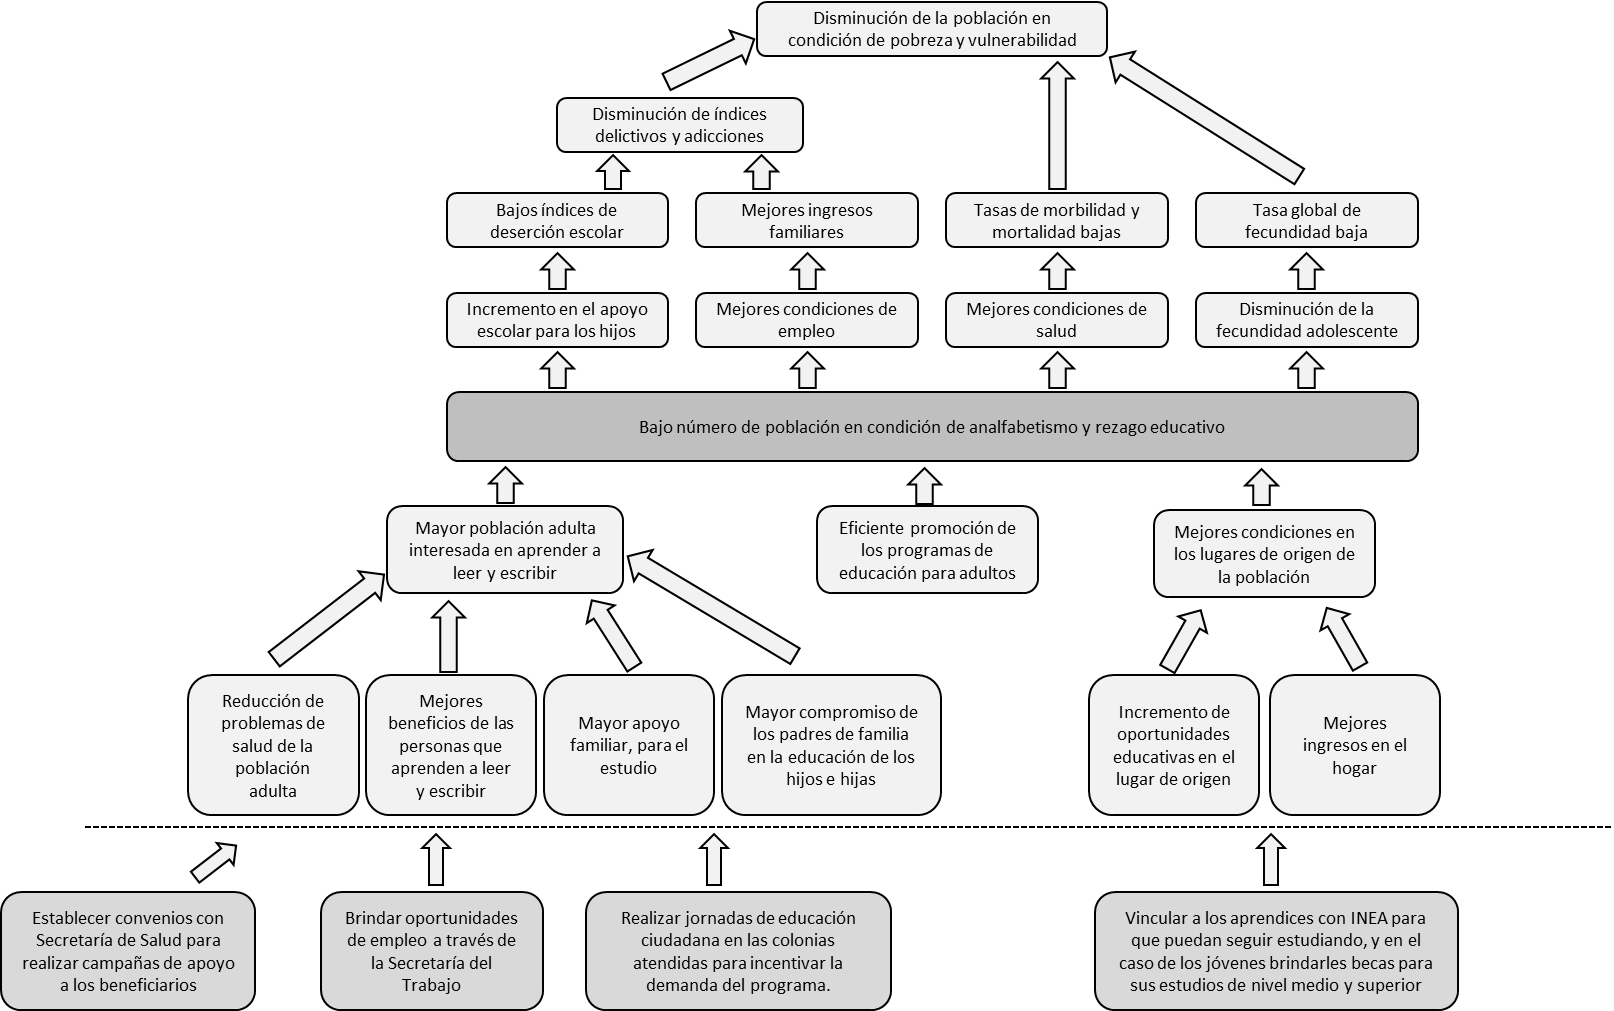 Disminución de la población en
condición de pobreza y vulnerabilidad
Disminución de índices
delictivos y adicciones
Bajos índices de
deserción escolar
Mejores ingresos
familiares
Tasas de morbilidad y
mortalidad bajas
Tasa global de
fecundidad baja
Incremento en el apoyo
escolar para los hijos
Mejores condiciones de
empleo
Mejores condiciones de
salud
Disminución de la
fecundidad adolescente
Bajo número de población en condición de analfabetismo y rezago educativo
Mayor población adulta
interesada en aprender a
leer y escribir
Eficiente promoción de
los programas de
educación para adultos
Mejores condiciones en
los lugares de origen de
la población
Reducción de
problemas de
salud de la
población
adulta
Mejores
beneficios de las
personas que
aprenden a leer
y escribir
Mayor apoyo
familiar, para el
estudio
Mayor compromiso de
los padres de familia
en la educación de los
hijos e hijas
Incremento de
oportunidades
educativas en el
lugar de origen
Mejores
ingresos en el
hogar
Establecer convenios con
Secretaría de Salud para
realizar campañas de apoyo
a los beneficiarios
Brindar oportunidades
de empleo a través de
la Secretaría del
Trabajo
Realizar jornadas de educación
ciudadana en las colonias
atendidas para incentivar la
demanda del programa.
Vincular a los aprendices con INEA para
que puedan seguir estudiando, y en el
caso de los jóvenes brindarles becas para
sus estudios de nivel medio y superior